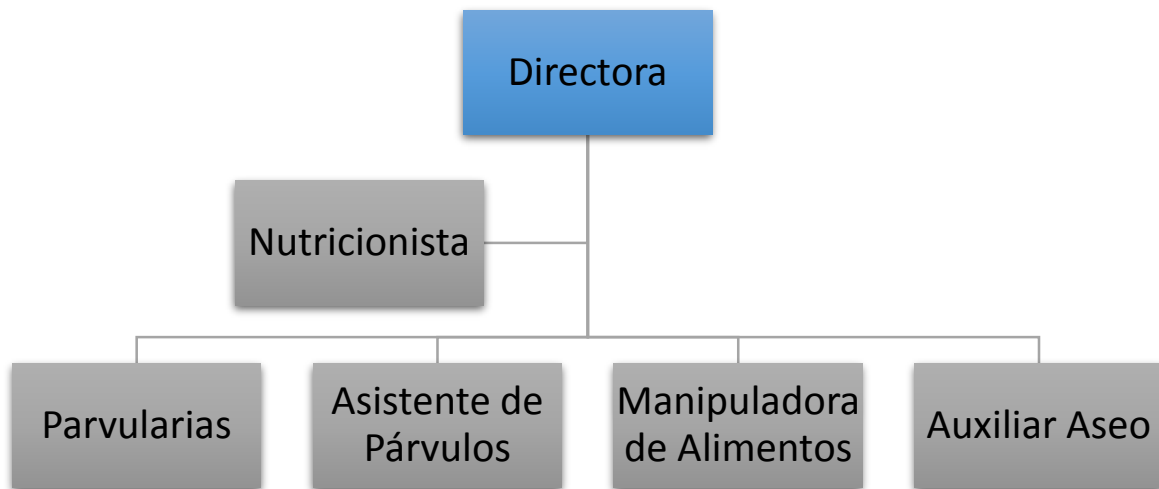 Directora
Nutricionista
Parvularias
Asistente de
Párvulos
Manipuladora
de Alimentos
Auxiliar Aseo